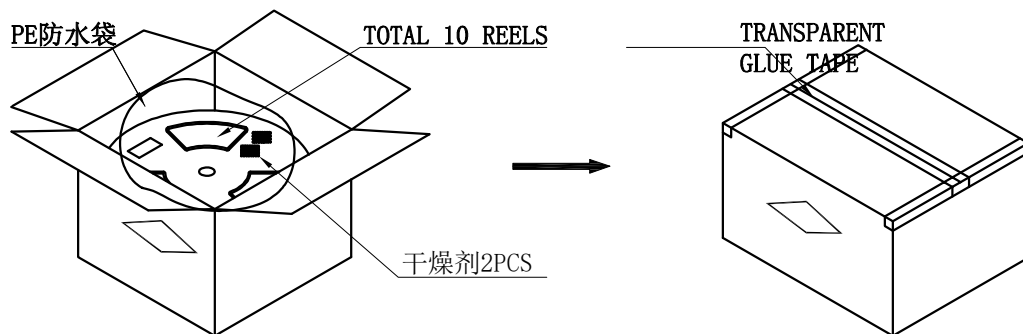 PE防水袋
TOTAL 10 REELS
TRANSPARENT
GLUE TAPE
干燥剂2PCS